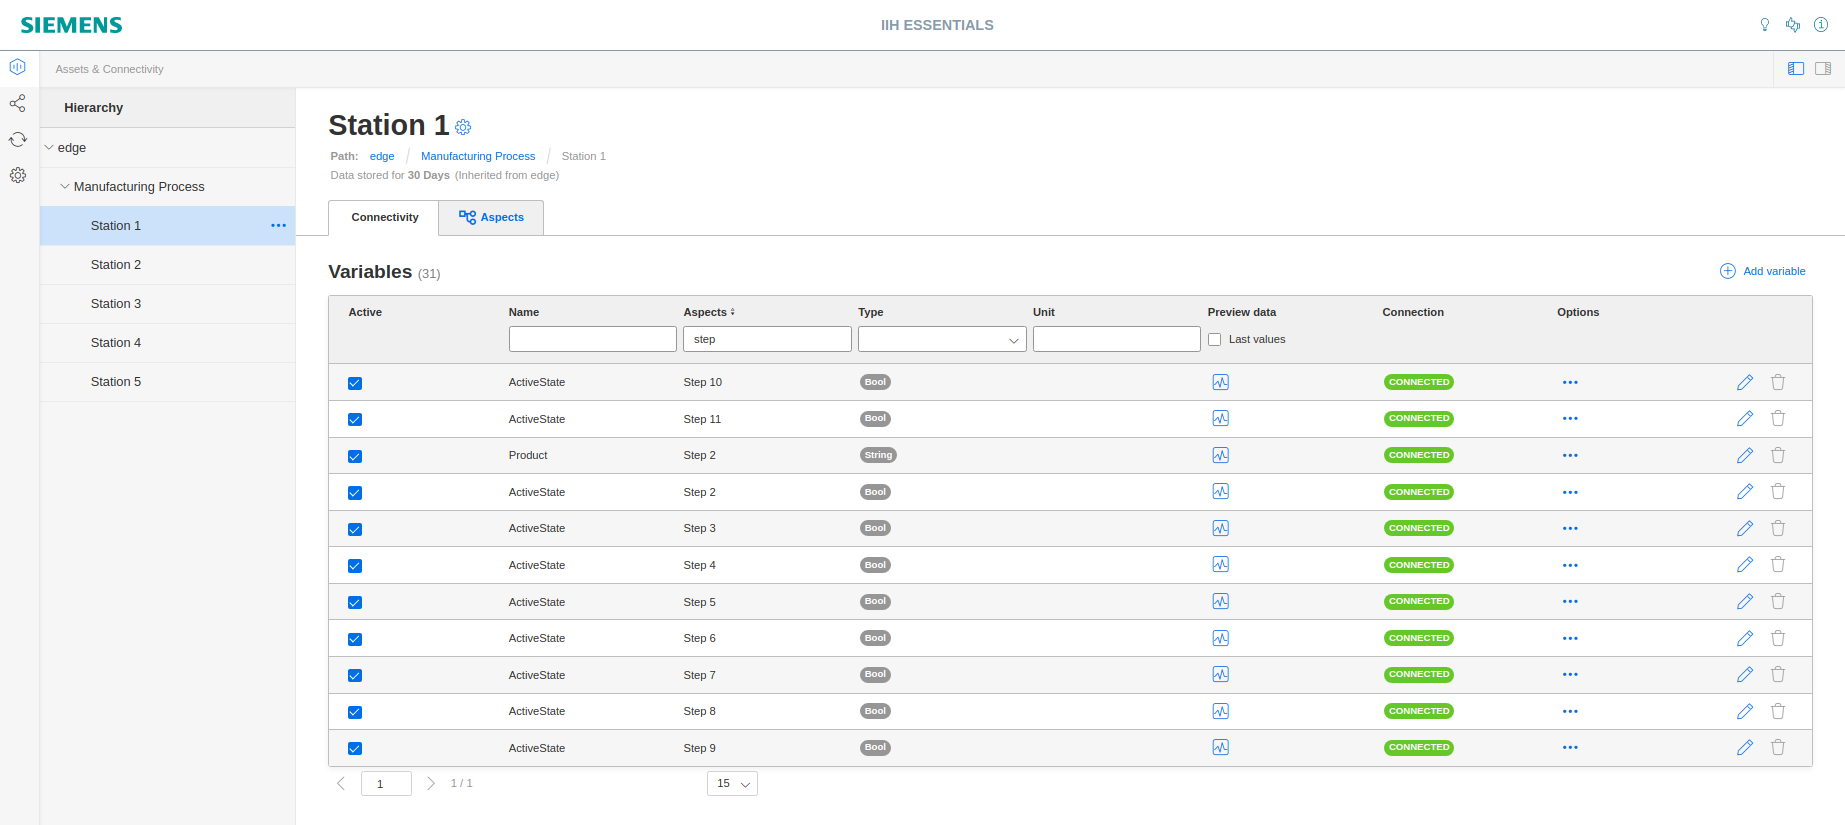 SIEMENS
IIH ESSENTIALS
Assets & Connectivity
Hierarchy
edge
Manufacturing Process
Station 1
Station 2
Station 3
Station 4
Station 5
Station 1
Path: edge / Manufacturing Process / Station 1
Data stored for 30 Days (Inherited from edge)
Connectivity Aspects
Variables (31) Add variable
Active Name Aspects Type Unit Preview data Connection Options
step Last values
ActiveState Step 10 Bool CONNECTED
ActiveState Step 11 Bool CONNECTED
Product Step 2 String CONNECTED
ActiveState Step 2 Bool CONNECTED
ActiveState Step 3 Bool CONNECTED
ActiveState Step 4 Bool CONNECTED
ActiveState Step 5 Bool CONNECTED
ActiveState Step 6 Bool CONNECTED
ActiveState Step 7 Bool CONNECTED
ActiveState Step 8 Bool CONNECTED
ActiveState Step 9 Bool CONNECTED
1 1 / 1 15